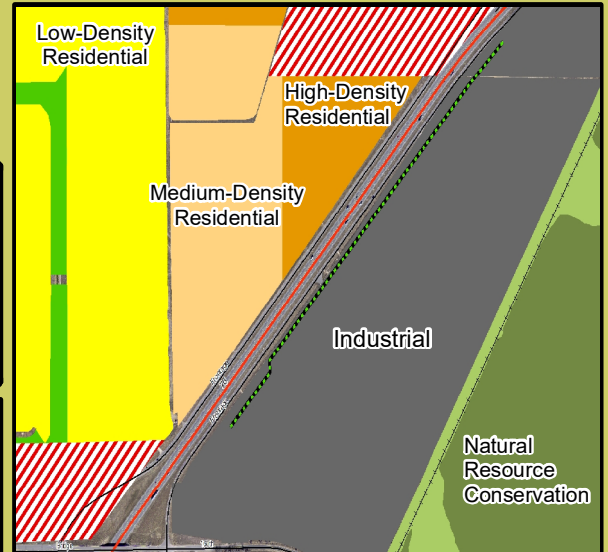 Low-Density
Residential
High-Density
Residential
Medium-Density
Residential
Industrial
Natural
Resource
Conservation